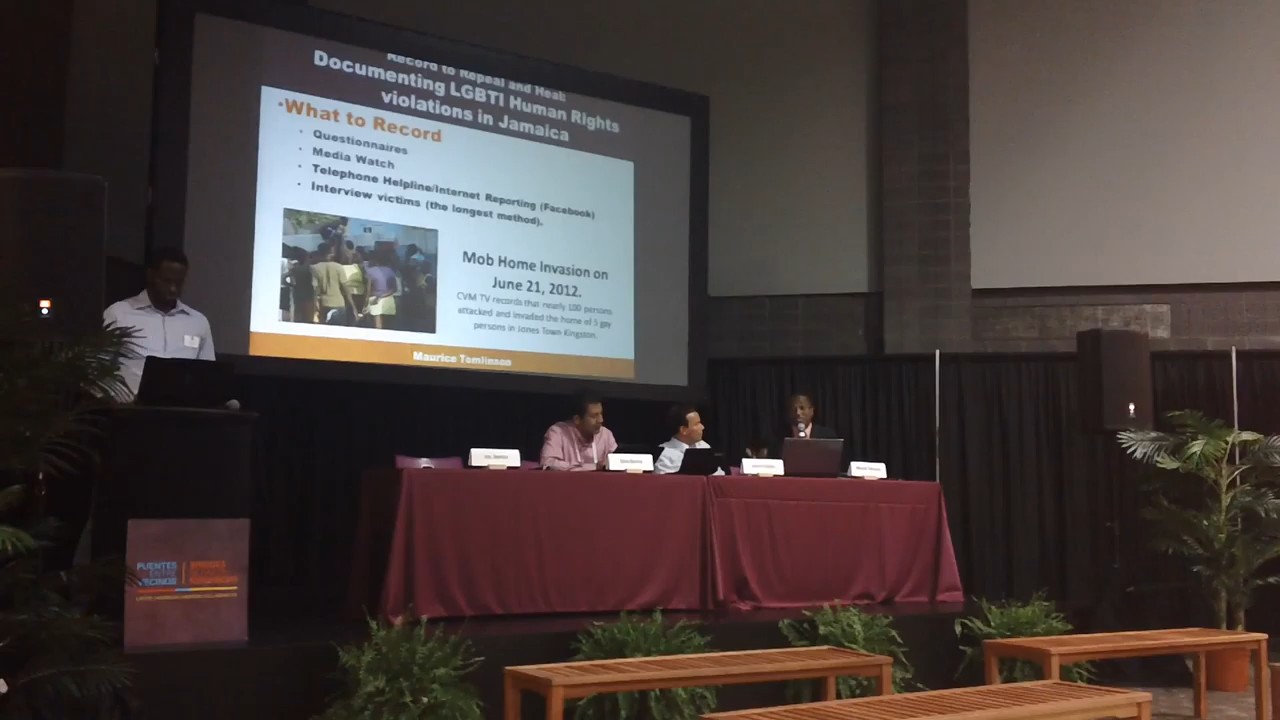 Record to Repeal and Heal:
Documenting LGBTI Human Rights
violations in Jamaica
•What to Record
• Questionnaires
• Media Watch
• Telephone Helpline/Internet Reporting (Facebook)
• Interview victims (the longest method).
Mob Home Invasion on
June 21, 2012.
CVM TV records that nearly 100 persons
attacked and invaded the home of 5 gay
persons in Jones Town Kingston.
Maurice Tomlinson
PUENTES
ENTRE
VECINOS